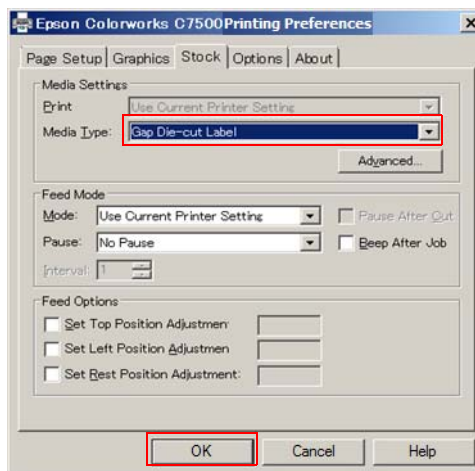 Epson Colorworks C7500Printing Preferences
Page Setup Graphics Stock Options About
Media Settings
Print Use Current Printer Setting
Media Type: Gap Die-cut Label
Advanced...
Feed Mode
Mode: Use Current Printer Setting Pause After Cut
Pause: No Pause Beep After Job
Interval: 1
Feed Options
Set Top Position Adjustmen
Set Left Position Adjustmen
Set Rest Position Adjustment:
OK Cancel Help